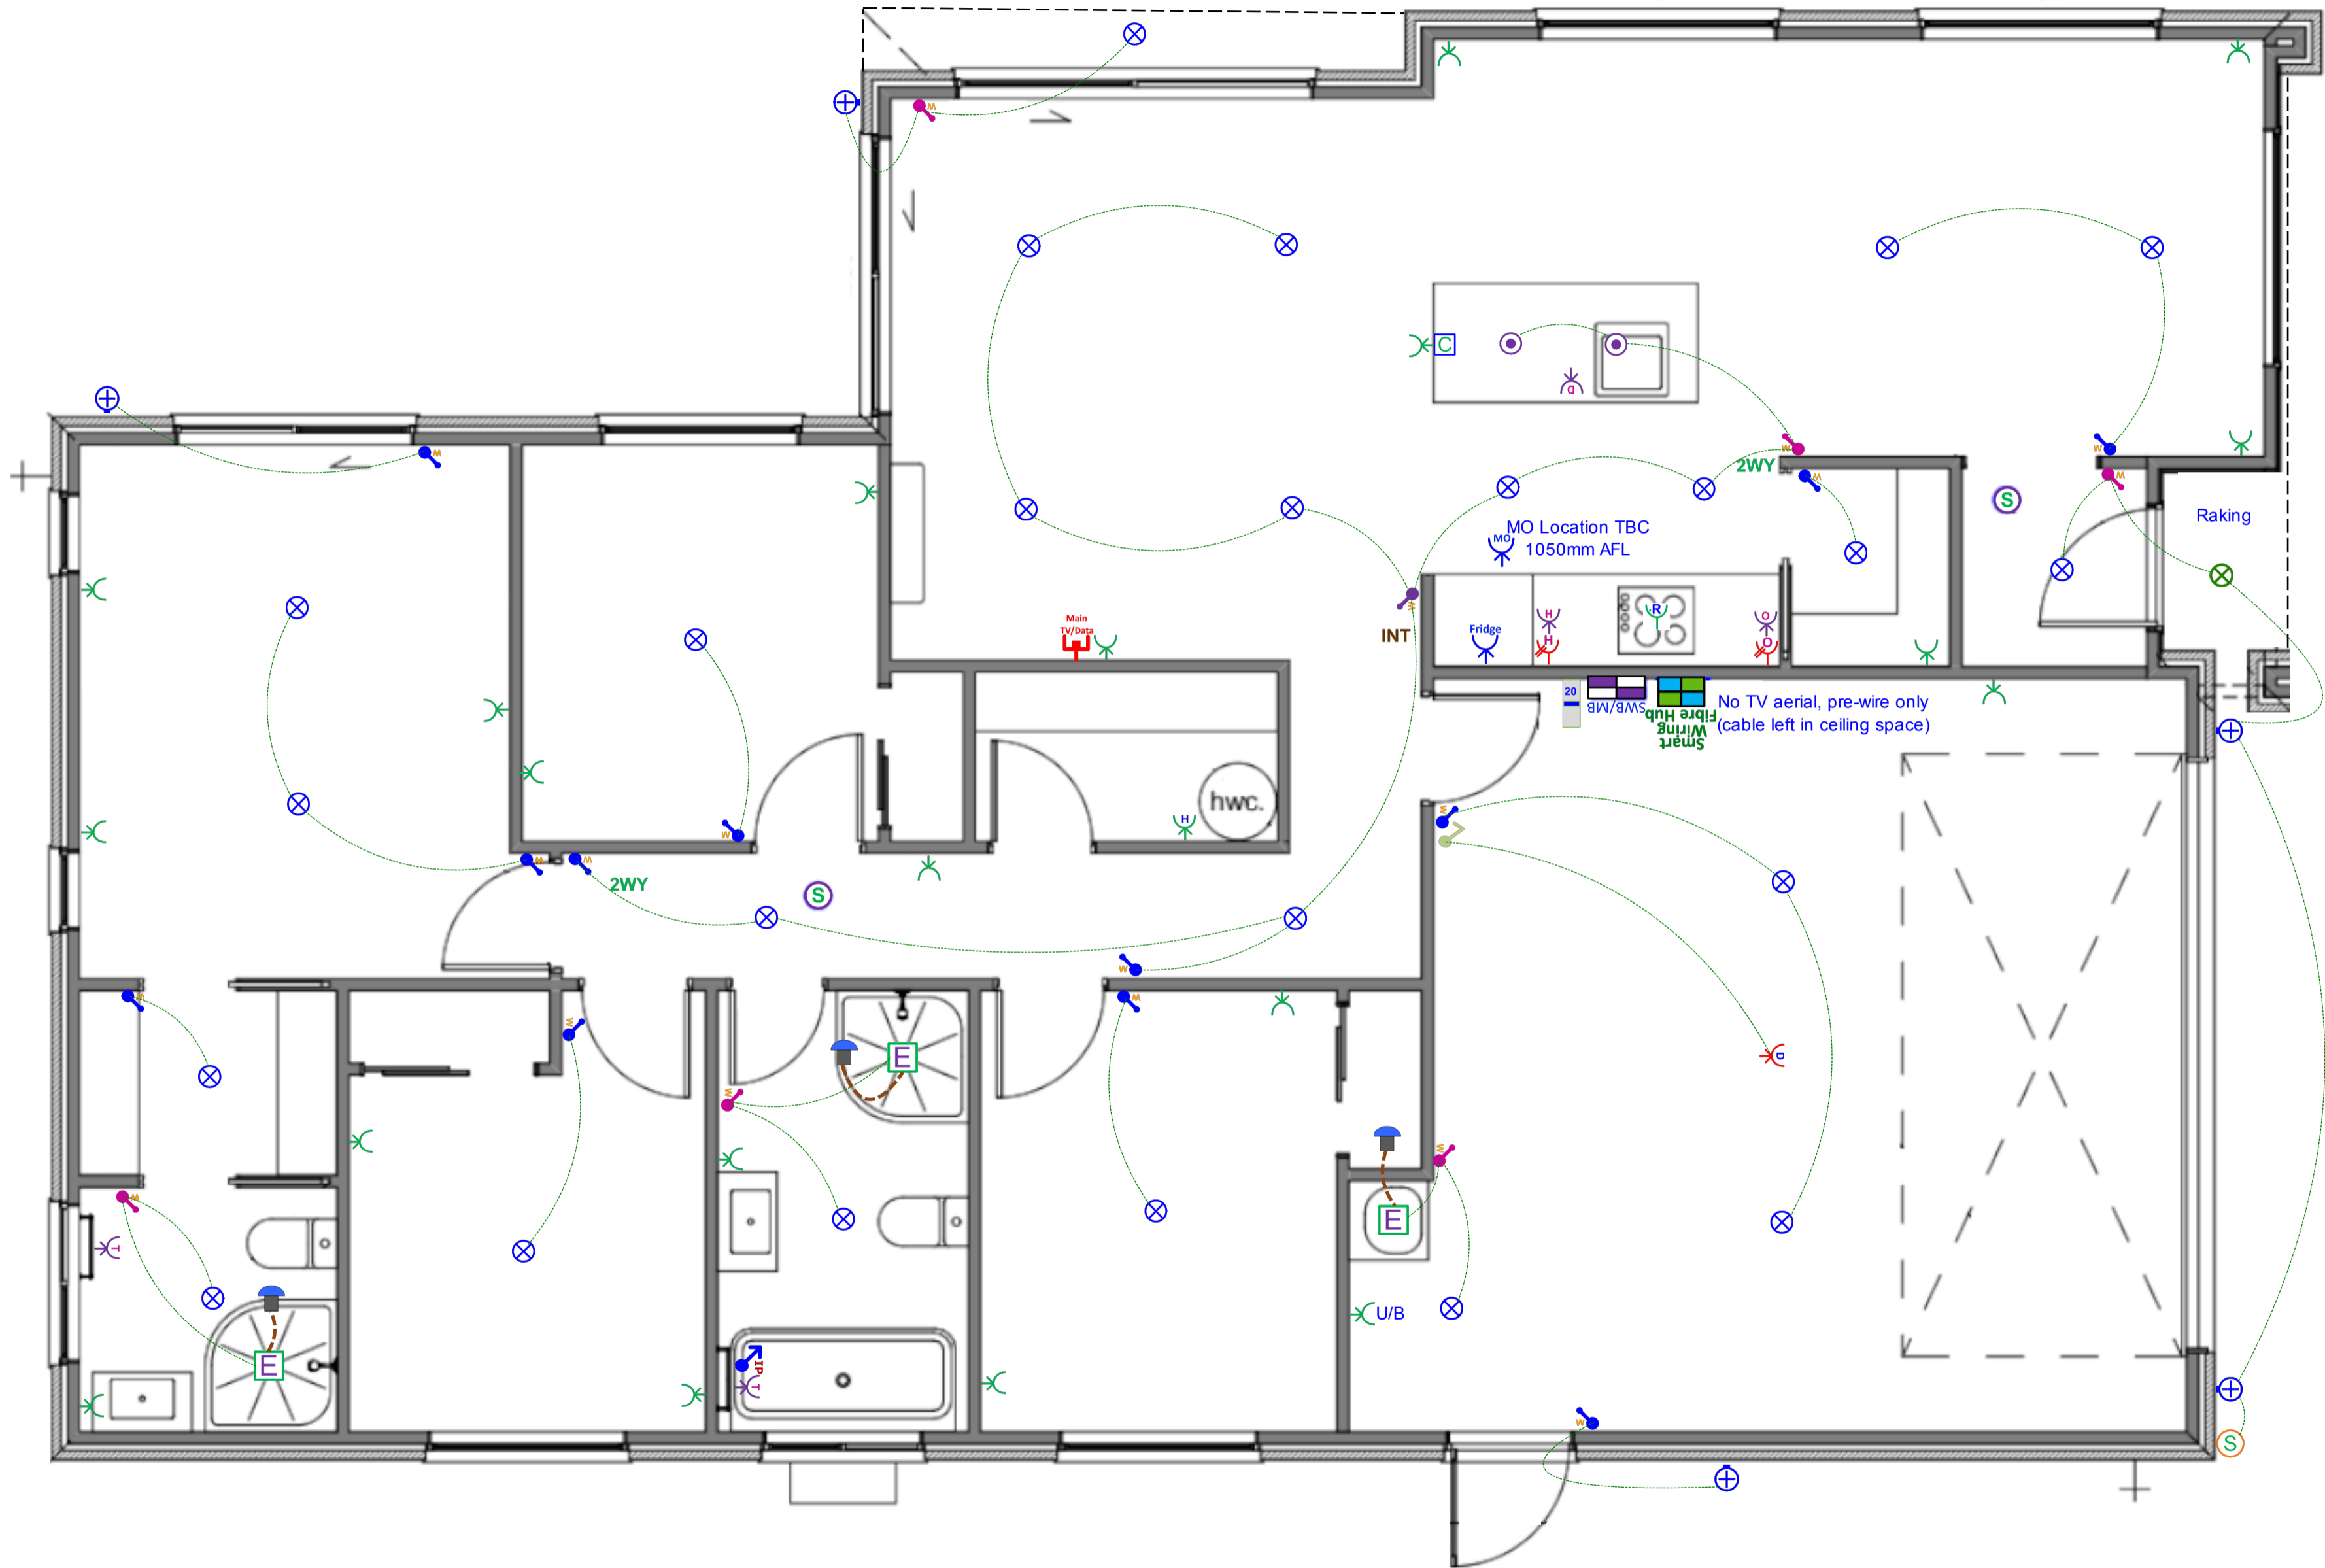 W
W
C
D
W
W
W
2WY
W
W
S
Raking
MO Location TBC
MO
1050mm AFL
W
INT
Fridge
H
H
R
O
O
Main
TV/Data
20
SWB/MB
Smart
Wiring
Fibre Hub
No TV aerial, pre-wire only
(cable left in ceiling space)
hwc.
H
W
W
W
W
2WY
S
W
W
W
W
W
E
D
W
W
W
T
E
U/B
E
IP
T
W
S